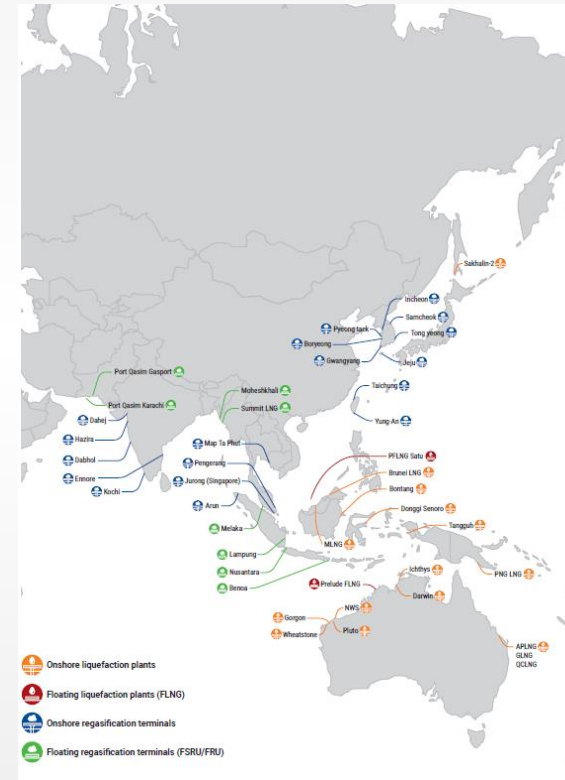 Sakhalin-2
Incheon
Samcheok
Pyeong taek
Tong yeong
Boryeong
Gwangyang
Jeju
Port Qasim Gasport
Taichung
Moheshkhali
Port Qasim Karachi
Summit LNG
Dahej
Yung-An
Hazira
Map Ta Phut
Dabhol
PFLNG Satu
Pengerang
Brunei LNG
Ennore
Jurong (Singapore)
Kochi
Bontang
Arun
Donggi Senoro
Melaka
Tangguh
MLNG
Lampung
Nusantara
Ichthys
PNG LNG
Benoa
Prelude FLNG
Darwin
NWS
Gorgon
Pluto
Wheatstone
APLNG
GLNG
QCLNG
Onshore liquefaction plants
Floating liquefaction plants (FLNG)
Onshore regasification terminals
Floating regasification terminals (FSRU/FRU)